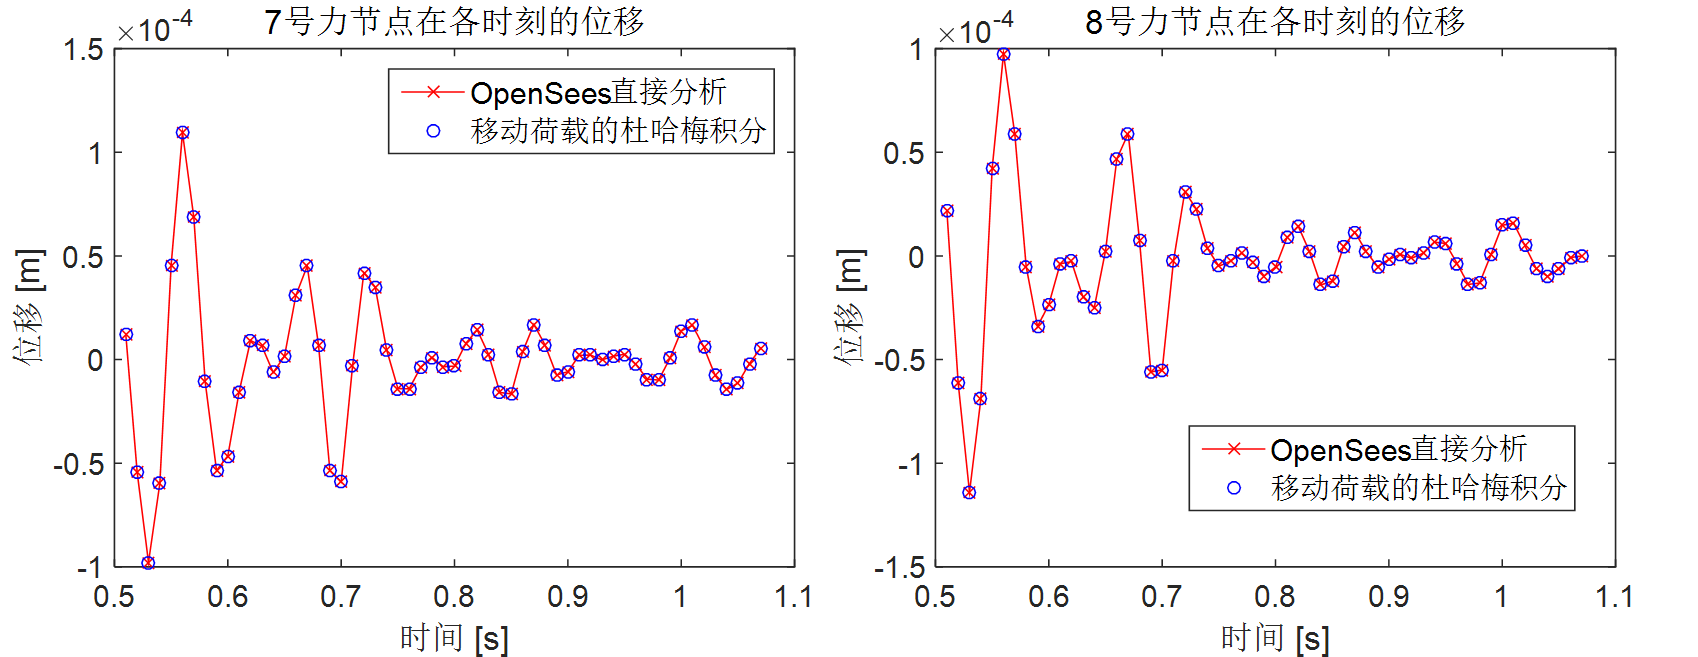 7号力节点在各时刻的位移
×10-4
1.5
1
0.5
0
-0.5
-1
0.5 0.6 0.7 0.8 0.9 1 1.1
位移 [m]
时间 [s]
OpenSees直接分析
移动荷载的杜哈梅积分
8号力节点在各时刻的位移
×10-4
1
0.5
0
-0.5
-1
-1.5
0.5 0.6 0.7 0.8 0.9 1 1.1
位移 [m]
时间 [s]
OpenSees直接分析
移动荷载的杜哈梅积分